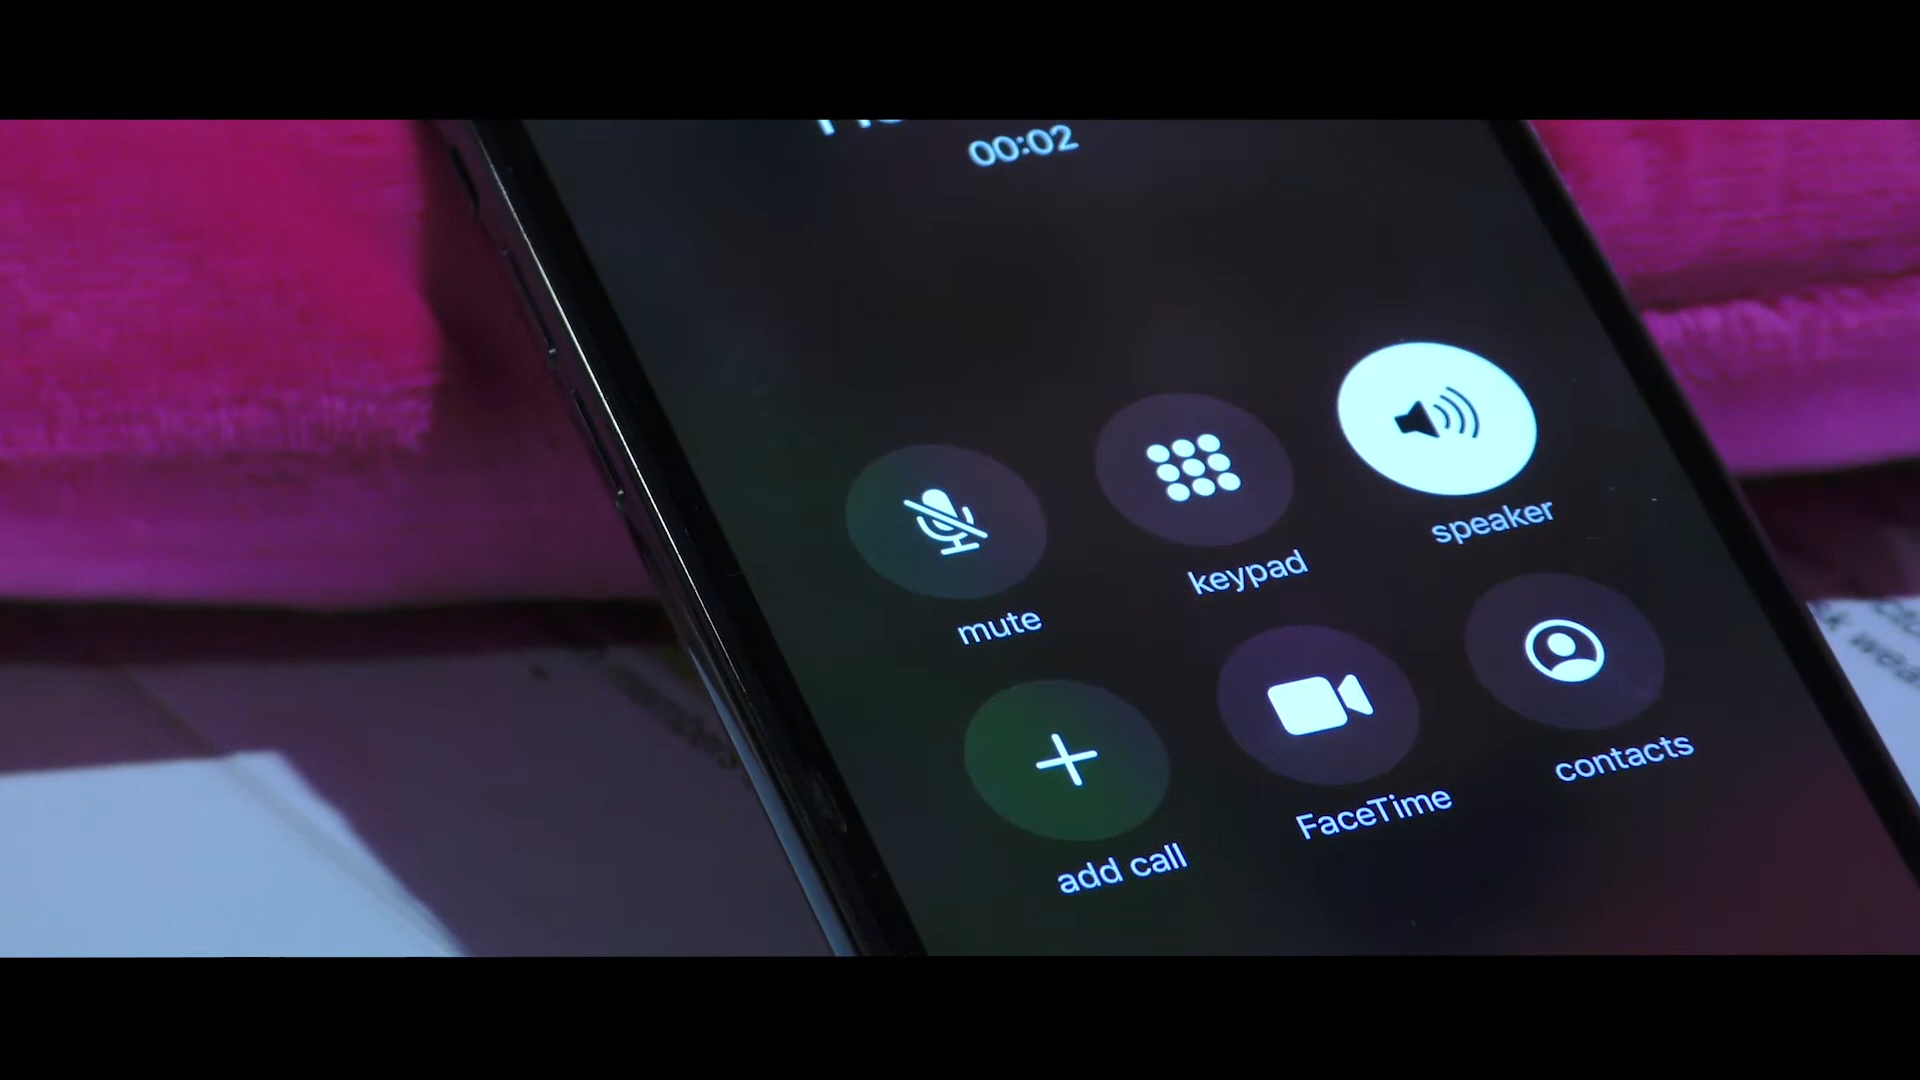 00:02
mute
keypad
speaker
add call
FaceTime
contacts